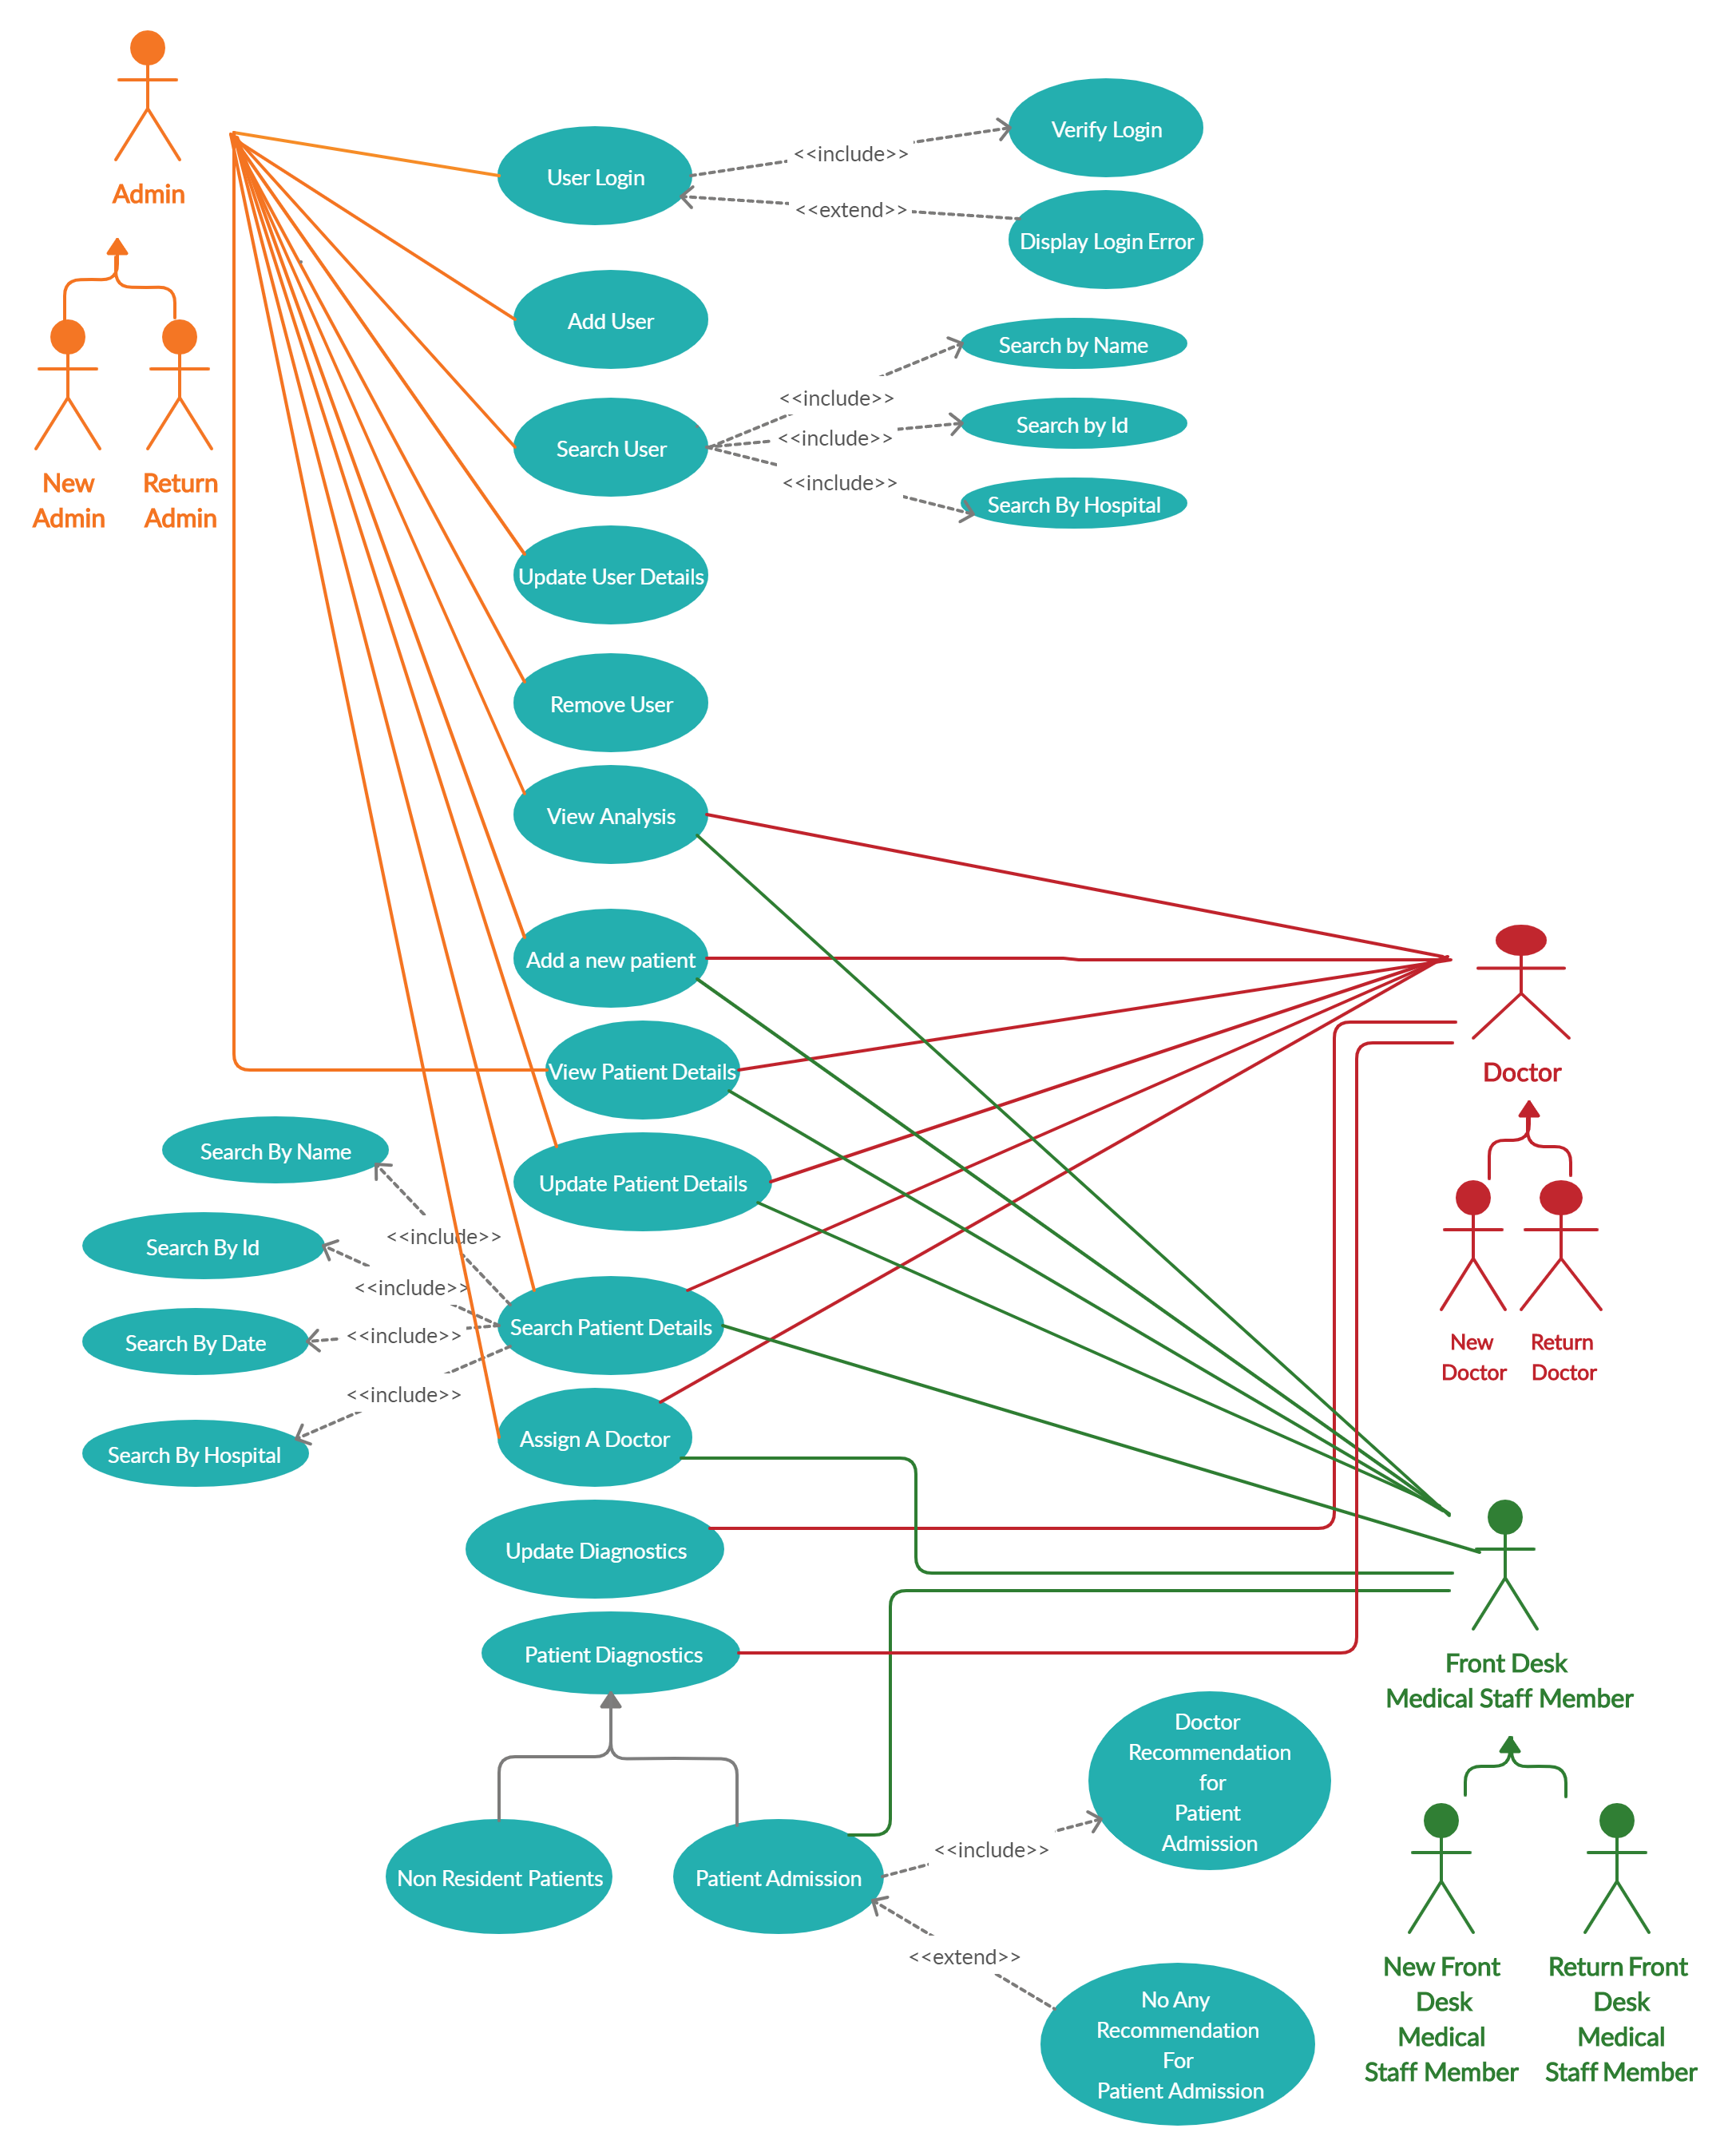 Admin
New
Admin
Return
Admin
User Login
<<include>>
Verify Login
<<extend>>
Display Login Error
Add User
Search User
<<include>>
Search by Name
<<include>>
Search by Id
<<include>>
Search By Hospital
Update User Details
Remove User
View Analysis
Add a new patient
View Patient Details
Update Patient Details
Search By Name
<<include>>
Search By Id
<<include>>
Search Patient Details
Search By Date
<<include>>
<<include>>
Search By Hospital
Assign A Doctor
Update Diagnostics
Patient Diagnostics
Non Resident Patients
Patient Admission
<<include>>
Doctor
Recommendation
for
Patient
Admission
<<extend>>
No Any
Recommendation
For
Patient Admission
Doctor
New
Doctor
Return
Doctor
Front Desk
Medical Staff Member
New Front
Desk
Medical
Staff Member
Return Front
Desk
Medical
Staff Member